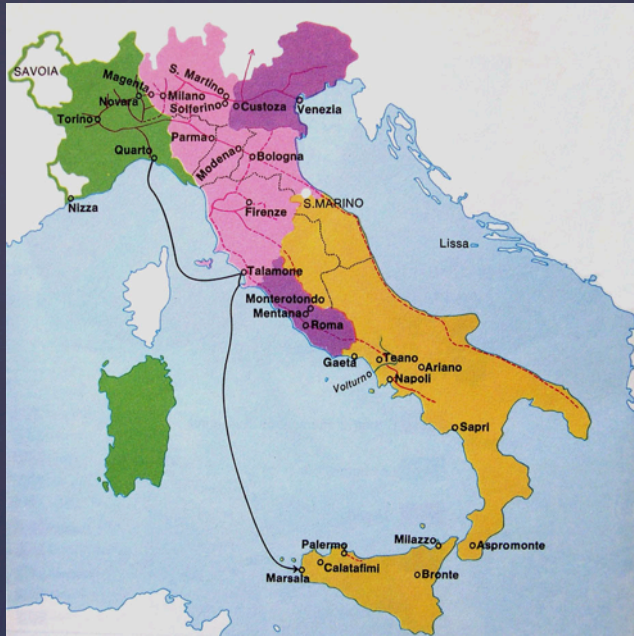 SAVOIA
Magenta
S. Martino
Novara
Milano
Solferino
Custoza
Venezia
Torino
Parma
Modena
Quarto
Bologna
Nizza
Firenze
S.MARINO
Lissa
Talamone
Monterotondo
Mentana
Roma
Gaeta
Teano
Ariano
Volturno
Napoli
Sapri
Palermo
Milazzo
Aspromonte
Marsala
Calatafimi
Bronte